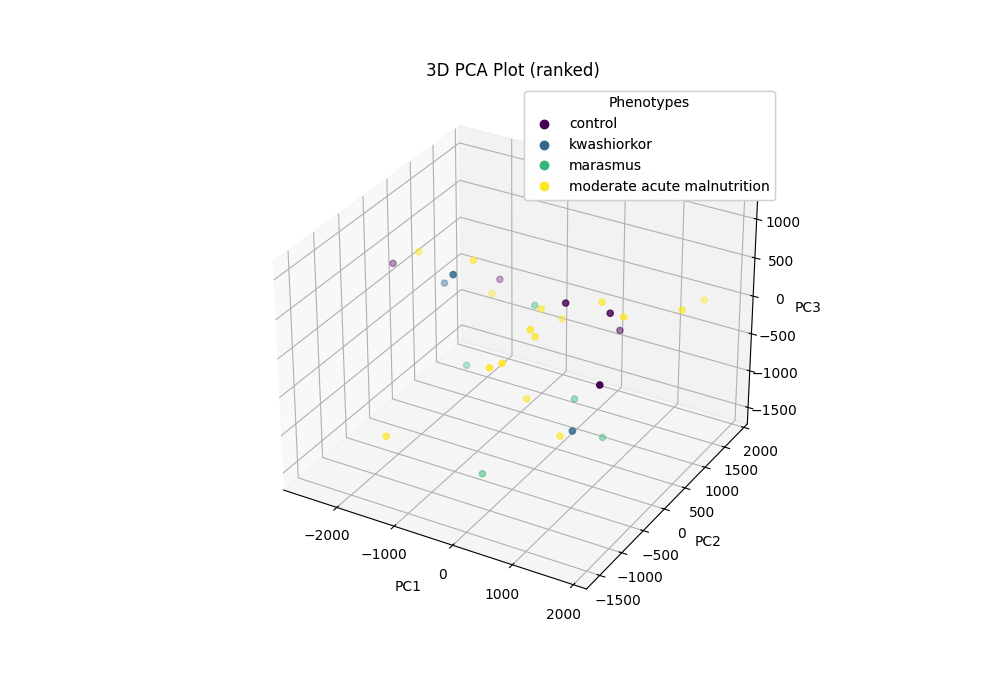 3D PCA Plot (ranked)
Phenotypes
control
kwashiorkor
marasmus
moderate acute malnutrition
1000
500
0
PC3
−500
−1000
−1500
2000
1500
1000
500
0
PC2
−500
−1000
−1500
−2000
−1000
0
PC1
1000
2000